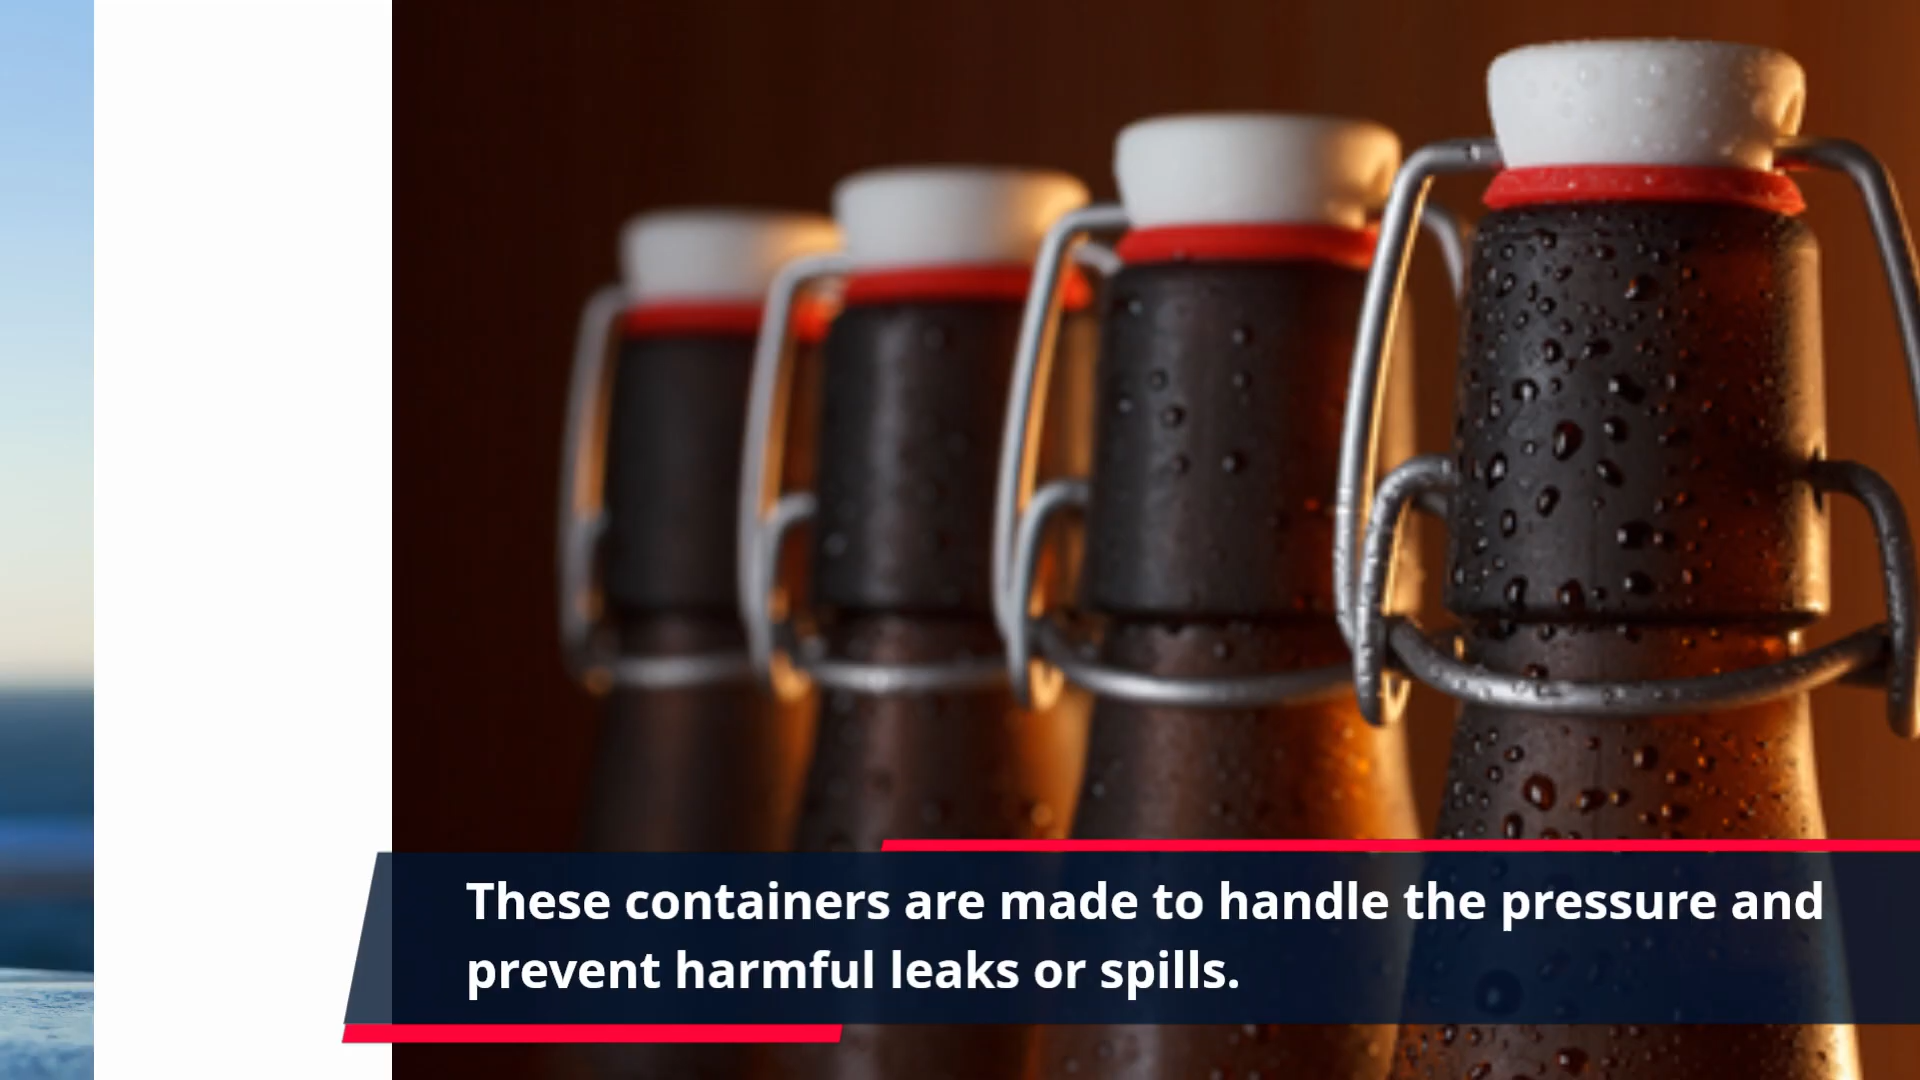 These containers are made to handle the pressure and
prevent harmful leaks or spills.